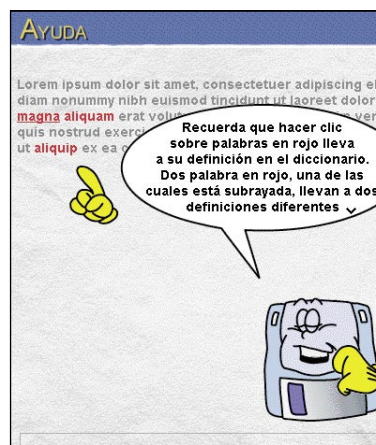 AYUDA
Lorem ipsum dolor sit amet, consectetuer adipiscing
diam nonummy nibh euismod tincidunt ut laoreet dolor
magna aliquam erat
quis nostrud exerci
ut aliquip ex ea
Recuerda que hacer clic
sobre palabras en rojo lleva
a su definición en el diccionario.
Dos palabra en rojo, una de las
cuales está subrayada, llevan a dos
definiciones diferentes